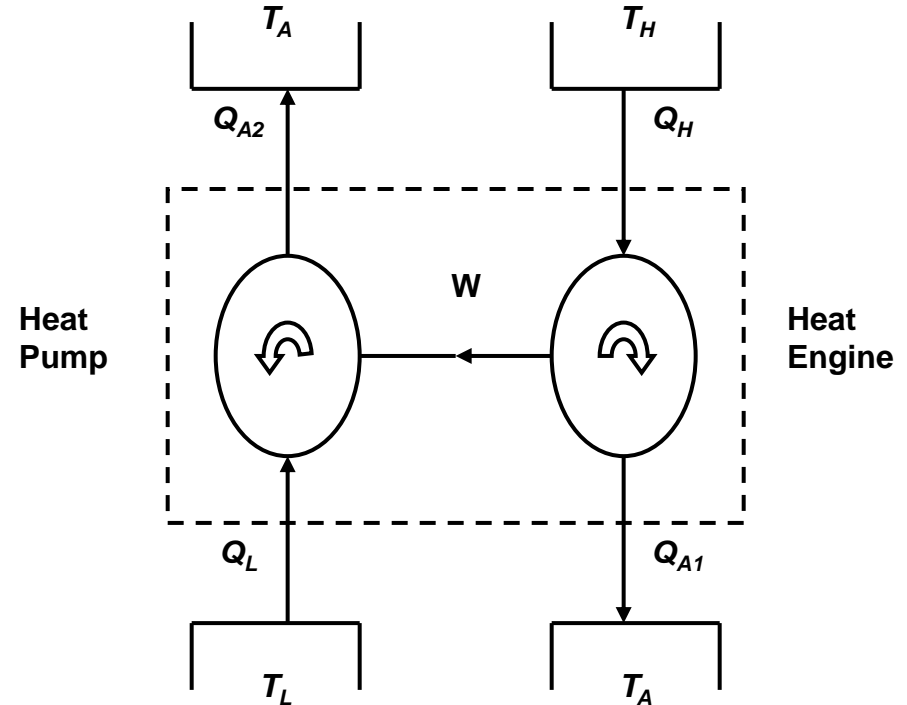 T_A
T_H
Q_A2
Q_H
W
Heat
Pump
Heat
Engine
Q_L
Q_A1
T_L
T_A